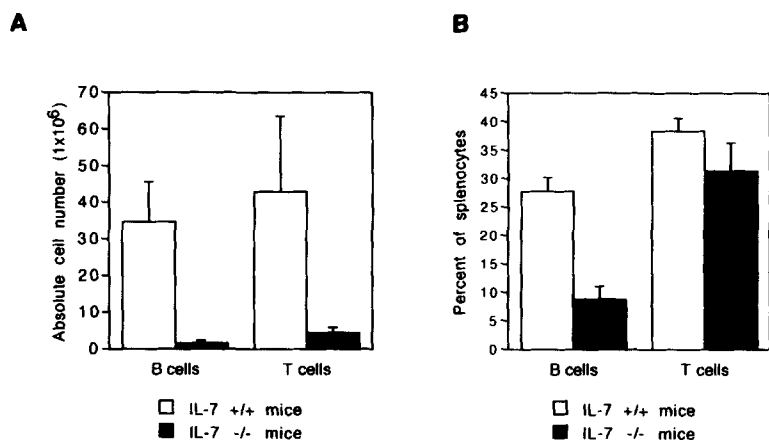 A
Absolute cell number (1x10⁶)
70
60
50
40
30
20
10
0
B cells
T cells
IL-7 +/+ mice
IL-7 -/- mice
B
Percent of splenocytes
45
40
35
30
25
20
15
10
5
0
B cells
T cells
IL-7 +/+ mice
IL-7 -/- mice